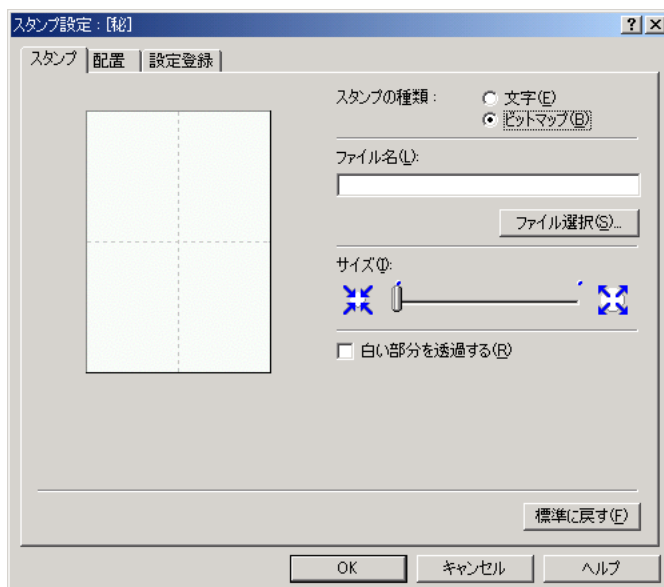 スタンプ設定：[秘]
スタンプ 配置 設定登録
スタンプの種類：
文字(E)
ビットマップ(B)
ファイル名(L):
ファイル選択(S)...
サイズ(I):
白い部分を透過する(R)
標準に戻す(F)
OK キャンセル ヘルプ